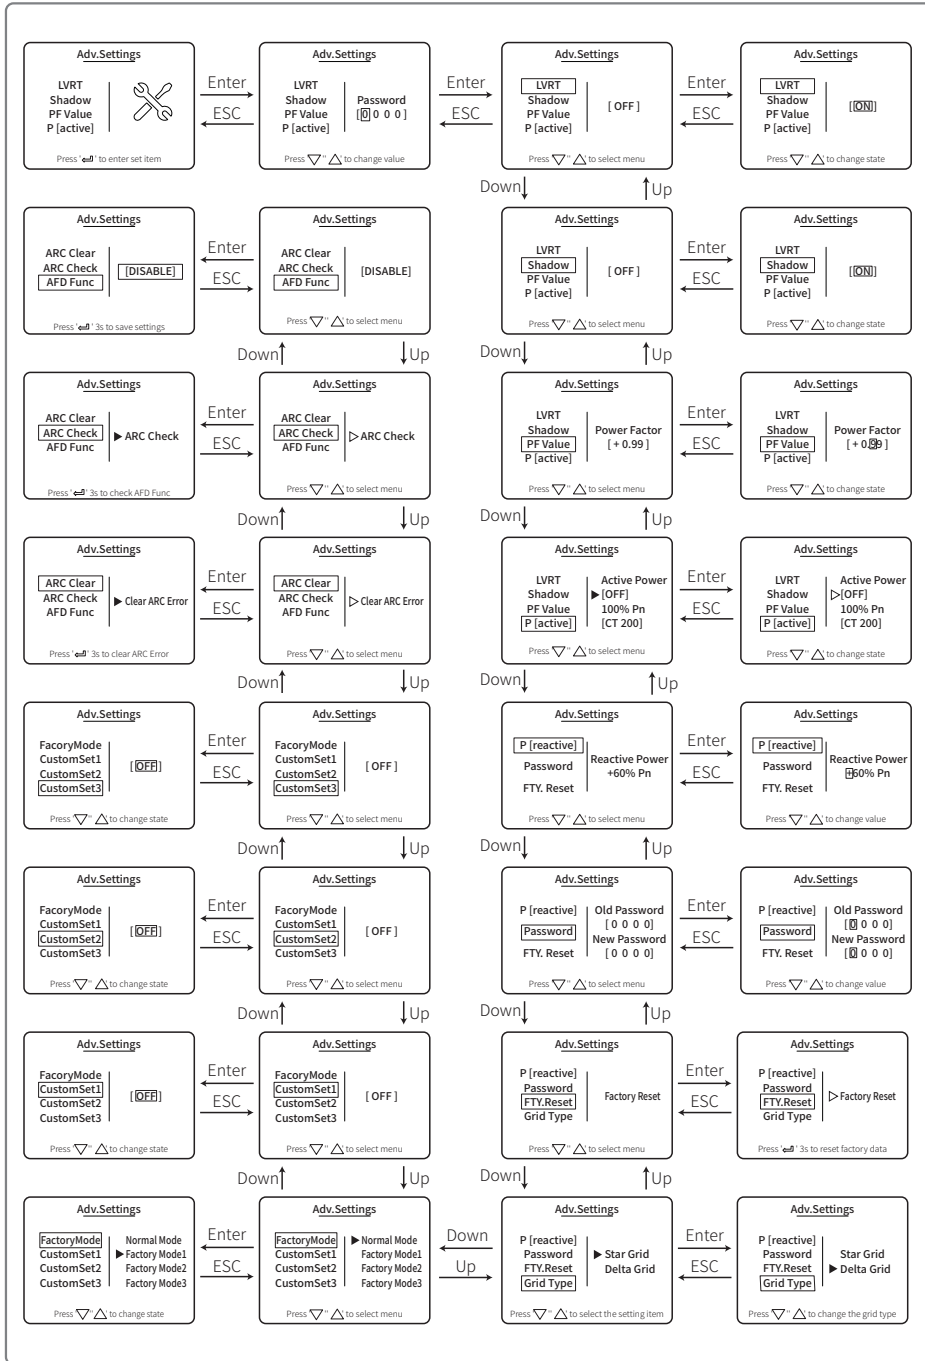 Adv.Settings
LVRT
Shadow
PF Value
P [active]
Press ' ' to enter set item
Enter
ESC
Adv.Settings
LVRT
Shadow
PF Value
P [active]
Password
[0 0 0 0]
Press ▽ '' △' to change value
Enter
ESC
Adv.Settings
LVRT
Shadow
PF Value
P [active]
[ OFF ]
Press ▽ '' △' to select menu
Enter
ESC
Adv.Settings
LVRT
Shadow
PF Value
P [active]
[ON]
Press ▽ '' △' to change state
Down
Up
Adv.Settings
ARC Clear
ARC Check
AFD Func
[DISABLE]
Press ' ' 3s to save settings
Enter
ESC
Adv.Settings
ARC Clear
ARC Check
AFD Func
[DISABLE]
Press ▽ '' △' to select menu
Adv.Settings
LVRT
Shadow
PF Value
P [active]
[ OFF ]
Press ▽ '' △' to select menu
Enter
ESC
Adv.Settings
LVRT
Shadow
PF Value
P [active]
[ON]
Press ▽ '' △' to change state
Down
Up
Down
Up
Adv.Settings
ARC Clear
ARC Check
AFD Func
▶ ARC Check
Press ' ' 3s to check AFD Func
Enter
ESC
Adv.Settings
ARC Clear
ARC Check
AFD Func
▷ ARC Check
Press ▽ '' △' to select menu
Adv.Settings
LVRT
Shadow
PF Value
P [active]
Power Factor
[ + 0.99 ]
Press ▽ '' △' to select menu
Enter
ESC
Adv.Settings
LVRT
Shadow
PF Value
P [active]
Power Factor
[ + 0.99 ]
Press ▽ '' △' to change state
Down
Up
Down
Up
Adv.Settings
ARC Clear
ARC Check
AFD Func
▶ Clear ARC Error
Press ' ' 3s to clear ARC Error
Enter
ESC
Adv.Settings
ARC Clear
ARC Check
AFD Func
▷ Clear ARC Error
Press ▽ '' △' to select menu
Adv.Settings
LVRT
Shadow
PF Value
P [active]
Active Power
▶[OFF]
100% Pn
[CT 200]
Press ▽ '' △' to select menu
Enter
ESC
Adv.Settings
LVRT
Shadow
PF Value
P [active]
Active Power
▷[OFF]
100% Pn
[CT 200]
Press ▽ '' △' to change state
Down
Up
Down
Up
Adv.Settings
FacoryMode
CustomSet1
CustomSet2
CustomSet3
[OFF]
Press ▽ '' △' to change state
Enter
ESC
Adv.Settings
FacoryMode
CustomSet1
CustomSet2
CustomSet3
[ OFF ]
Press ▽ '' △' to select menu
Adv.Settings
P [reactive]
Password
FTY. Reset
Reactive Power
+60% Pn
Press ▽ '' △' to select menu
Enter
ESC
Adv.Settings
P [reactive]
Password
FTY. Reset
Reactive Power
+60% Pn
Press ▽ '' △' to change value
Down
Up
Down
Up
Adv.Settings
FacoryMode
CustomSet1
CustomSet2
CustomSet3
[OFF]
Press ▽ '' △' to change state
Enter
ESC
Adv.Settings
FacoryMode
CustomSet1
CustomSet2
CustomSet3
[ OFF ]
Press ▽ '' △' to select menu
Adv.Settings
P [reactive]
Password
FTY. Reset
Old Password
[ 0 0 0 0]
New Password
[ 0 0 0 0]
Press ▽ '' △' to select menu
Enter
ESC
Adv.Settings
P [reactive]
Password
FTY. Reset
Old Password
[ 0 0 0 0]
New Password
[ 0 0 0 0]
Press ▽ '' △' to change value
Down
Up
Down
Up
Adv.Settings
FacoryMode
CustomSet1
CustomSet2
CustomSet3
[OFF]
Press ▽ '' △' to change state
Enter
ESC
Adv.Settings
FacoryMode
CustomSet1
CustomSet2
CustomSet3
[ OFF ]
Press ▽ '' △' to select menu
Adv.Settings
P [reactive]
Password
FTY.Reset
Grid Type
Factory Reset
Press ▽ '' △' to select menu
Enter
ESC
Adv.Settings
P [reactive]
Password
FTY.Reset
Grid Type
▷ Factory Reset
Press ' ' 3s to reset factory data
Down
Up
Down
Up
Adv.Settings
FactoryMode
CustomSet1
CustomSet2
CustomSet3
Normal Mode
▶ Factory Mode1
Factory Mode2
Factory Mode3
Press ▽ '' △' to change state
Enter
ESC
Adv.Settings
FactoryMode
CustomSet1
CustomSet2
CustomSet3
▶ Normal Mode
Factory Mode1
Factory Mode2
Factory Mode3
Press ▽ '' △' to select menu
Down
Up
Adv.Settings
P [reactive]
Password
FTY.Reset
Grid Type
▶ Star Grid
Delta Grid
Press ▽ '' △' to select the setting item
Enter
ESC
Adv.Settings
P [reactive]
Password
FTY.Reset
Grid Type
Star Grid
▶ Delta Grid
Press ▽ '' △' to change the grid type